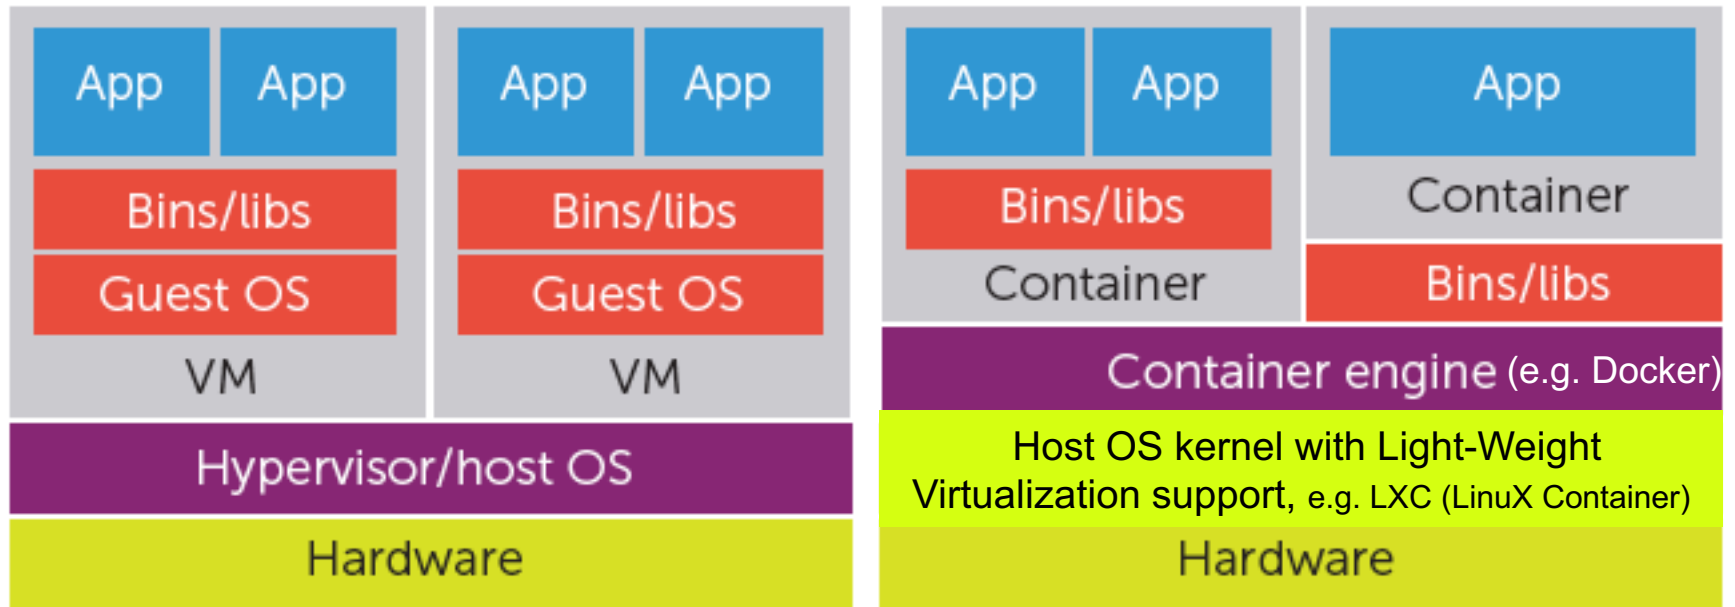 App App
Bins/libs
Guest OS
VM
App App
Bins/libs
Guest OS
VM
Hypervisor/host OS
Hardware
App App
Bins/libs
Container
App
Container
Bins/libs
Container engine (e.g. Docker)
Host OS kernel with Light-Weight
Virtualization support, e.g. LXC (LinuX Container)
Hardware